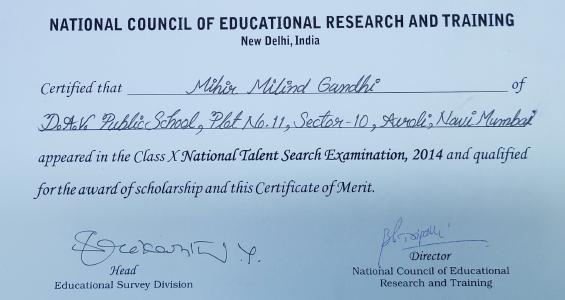 NATIONAL COUNCIL OF EDUCATIONAL RESEARCH AND TRAINING
New Delhi, India
Certified that Mihir Milind Gandhi of
D.A.V. Public School, Plot No. 11, Sector-10, Airoli, Navi Mumbai
appeared in the Class X National Talent Search Examination, 2014 and qualified
for the award of scholarship and this Certificate of Merit.
Head
Educational Survey Division
Director
National Council of Educational
Research and Training